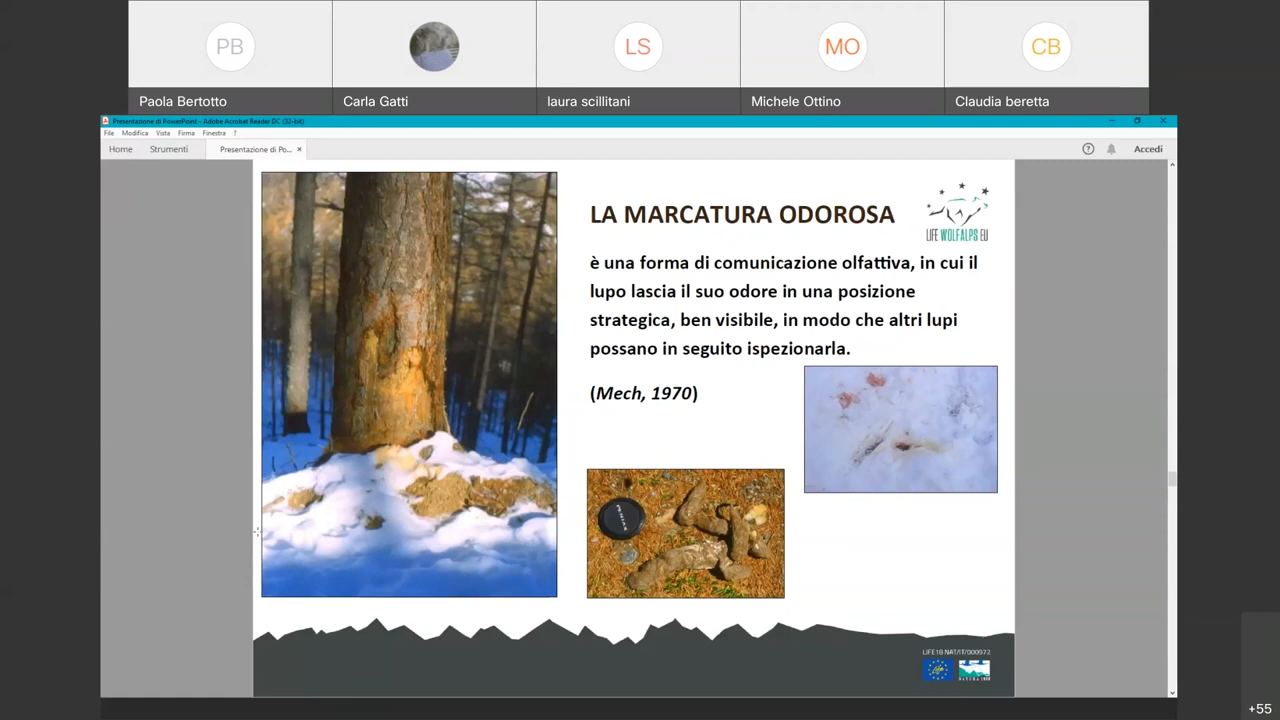 PB
LS
MO
CB
Paola Bertotto
Carla Gatti
laura scillitani
Michele Ottino
Claudia beretta
Presentazione di PowerPoint - Adobe Acrobat Reader DC (32-bit)
File Modifica Vista Firma Finestra ?
Home Strumenti Presentazione di Po... × Accedi
LA MARCATURA ODOROSA
LIFE WOLFALPS EU
è una forma di comunicazione olfattiva, in cui il
lupo lascia il suo odore in una posizione
strategica, ben visibile, in modo che altri lupi
possano in seguito ispezionarla.
(Mech, 1970)
LIFE18 NAT/IT/000972
Life
NATURA 2000
+55